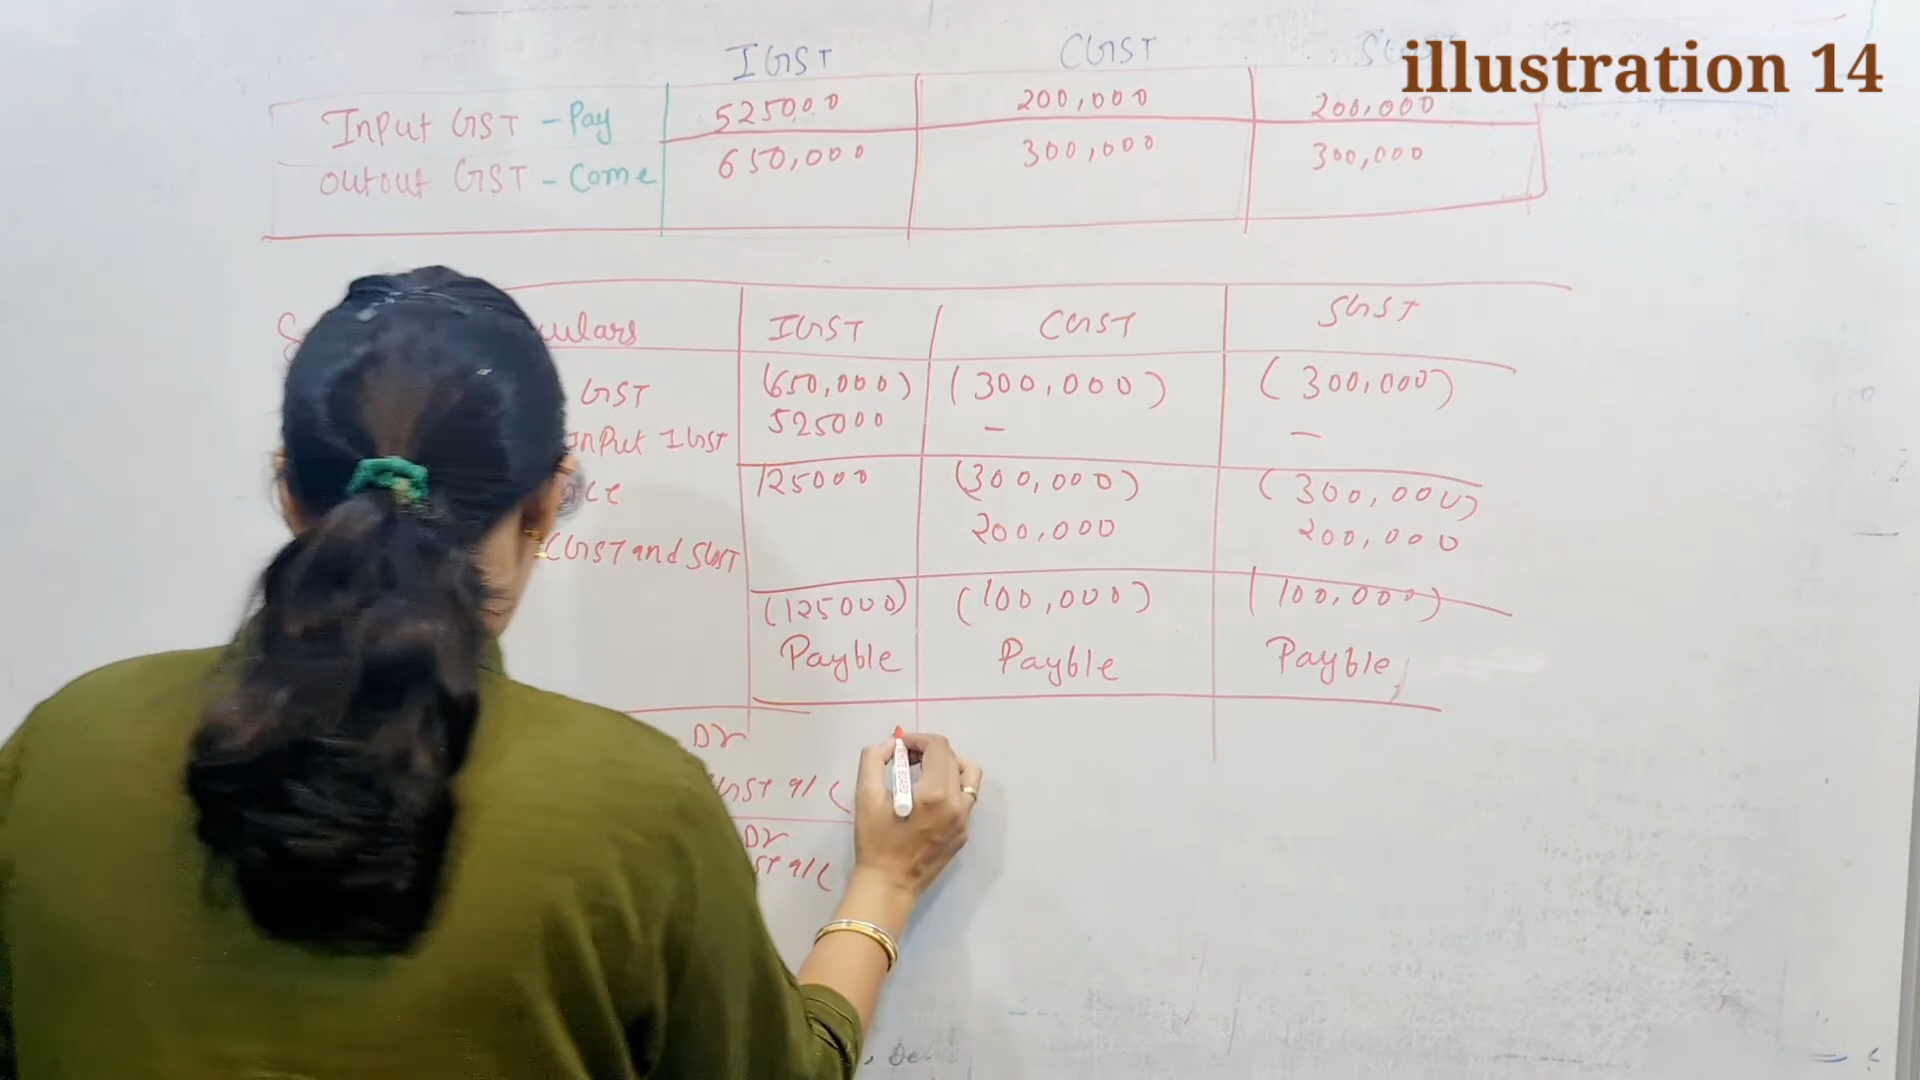 illustration 14
IGST CGST
Input GST - Pay 525000 200,000 200,000
outout GST - Come 650,000 300,000 300,000
IGST CGST SGST
GST (650,000) (300,000) (300,000)
Input IGST 525000 - -
125000 (300,000) (300,000)
CGST and SGST 200,000 200,000
(125000) (100,000) (100,000)
Payble Payble Payble
Dr
GST a/c
Dr
a/c